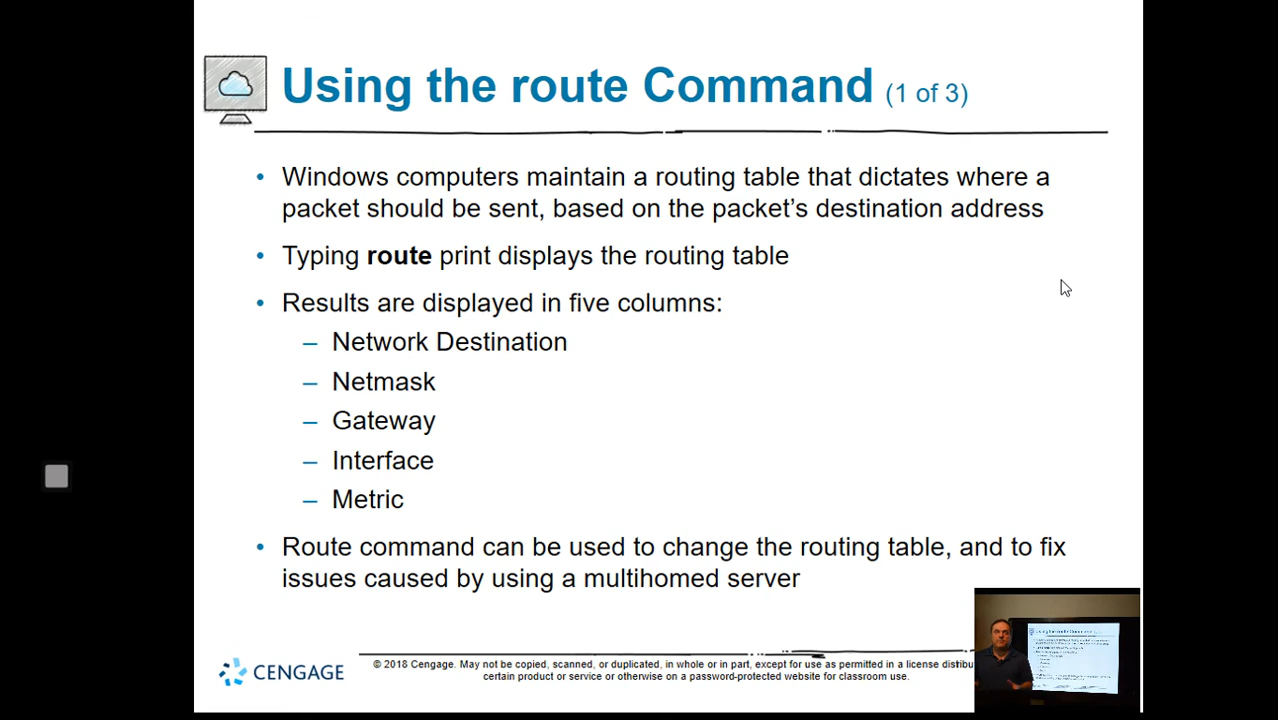 Using the route Command (1 of 3)
• Windows computers maintain a routing table that dictates where a
packet should be sent, based on the packet's destination address
• Typing route print displays the routing table
• Results are displayed in five columns:
– Network Destination
– Netmask
– Gateway
– Interface
– Metric
• Route command can be used to change the routing table, and to fix
issues caused by using a multihomed server
CENGAGE
© 2018 Cengage. May not be copied, scanned, or duplicated, in whole or in part, except for use as permitted in a license
certain product or service or otherwise on a password-protected website for classroom use.
Using the route Command